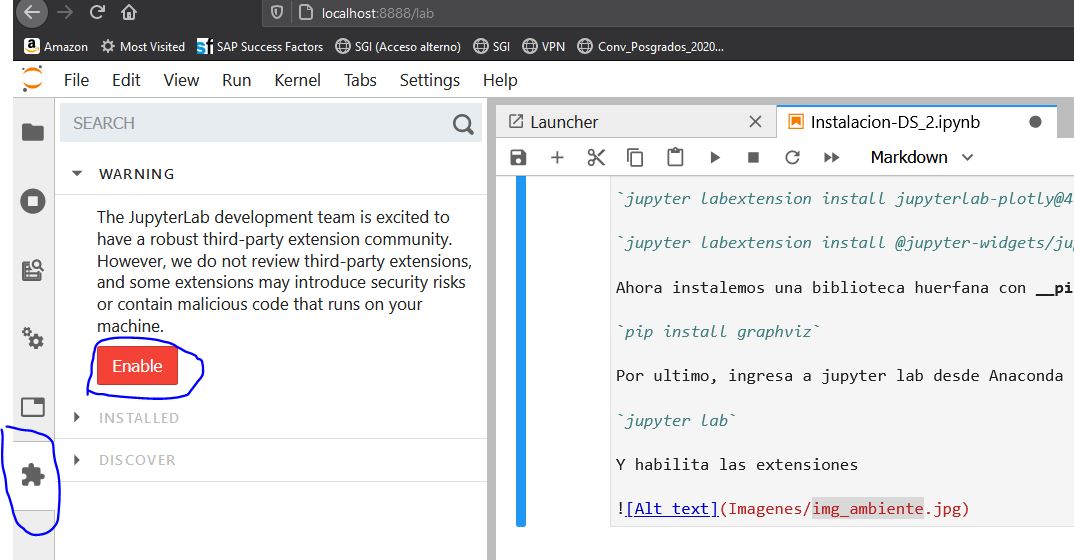 localhost:8888/lab
Amazon Most Visited SAP Success Factors SGI (Acceso alterno) SGI VPN Conv_Posgrados_2020...
File Edit View Run Kernel Tabs Settings Help
SEARCH
WARNING
The JupyterLab development team is excited to
have a robust third-party extension community.
However, we do not review third-party extensions,
and some extensions may introduce security risks
or contain malicious code that runs on your
machine.
Enable
INSTALLED
DISCOVER
Launcher
Instalacion-DS_2.ipynb
Markdown
`jupyter labextension install jupyterlab-plotly@4
`jupyter labextension install @jupyter-widgets/ju
Ahora instalemos una biblioteca huerfana con __pi
`pip install graphviz`
Por ultimo, ingresa a jupyter lab desde Anaconda
`jupyter lab`
Y habilita las extensiones
![Alt text](Imagenes/img_ambiente.jpg)